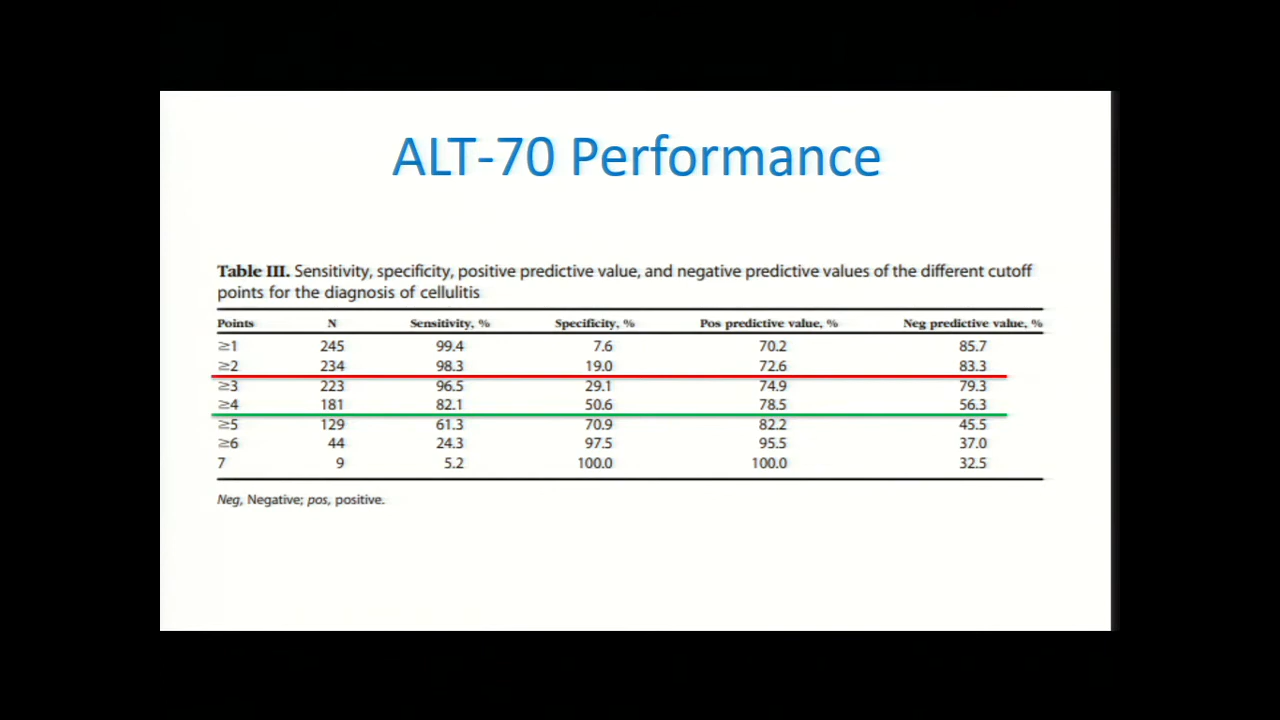 ALT-70 Performance
Table III. Sensitivity, specificity, positive predictive value, and negative predictive values of the different cutoff
points for the diagnosis of cellulitis
Points N Sensitivity, % Specificity, % Pos predictive value, % Neg predictive value, %
≥1 245 99.4 7.6 70.2 85.7
≥2 234 98.3 19.0 72.6 83.3
≥3 223 96.5 29.1 74.9 79.3
≥4 181 82.1 50.6 78.5 56.3
≥5 129 61.3 70.9 82.2 45.5
≥6 44 24.3 97.5 95.5 37.0
7 9 5.2 100.0 100.0 32.5
Neg, Negative; pos, positive.